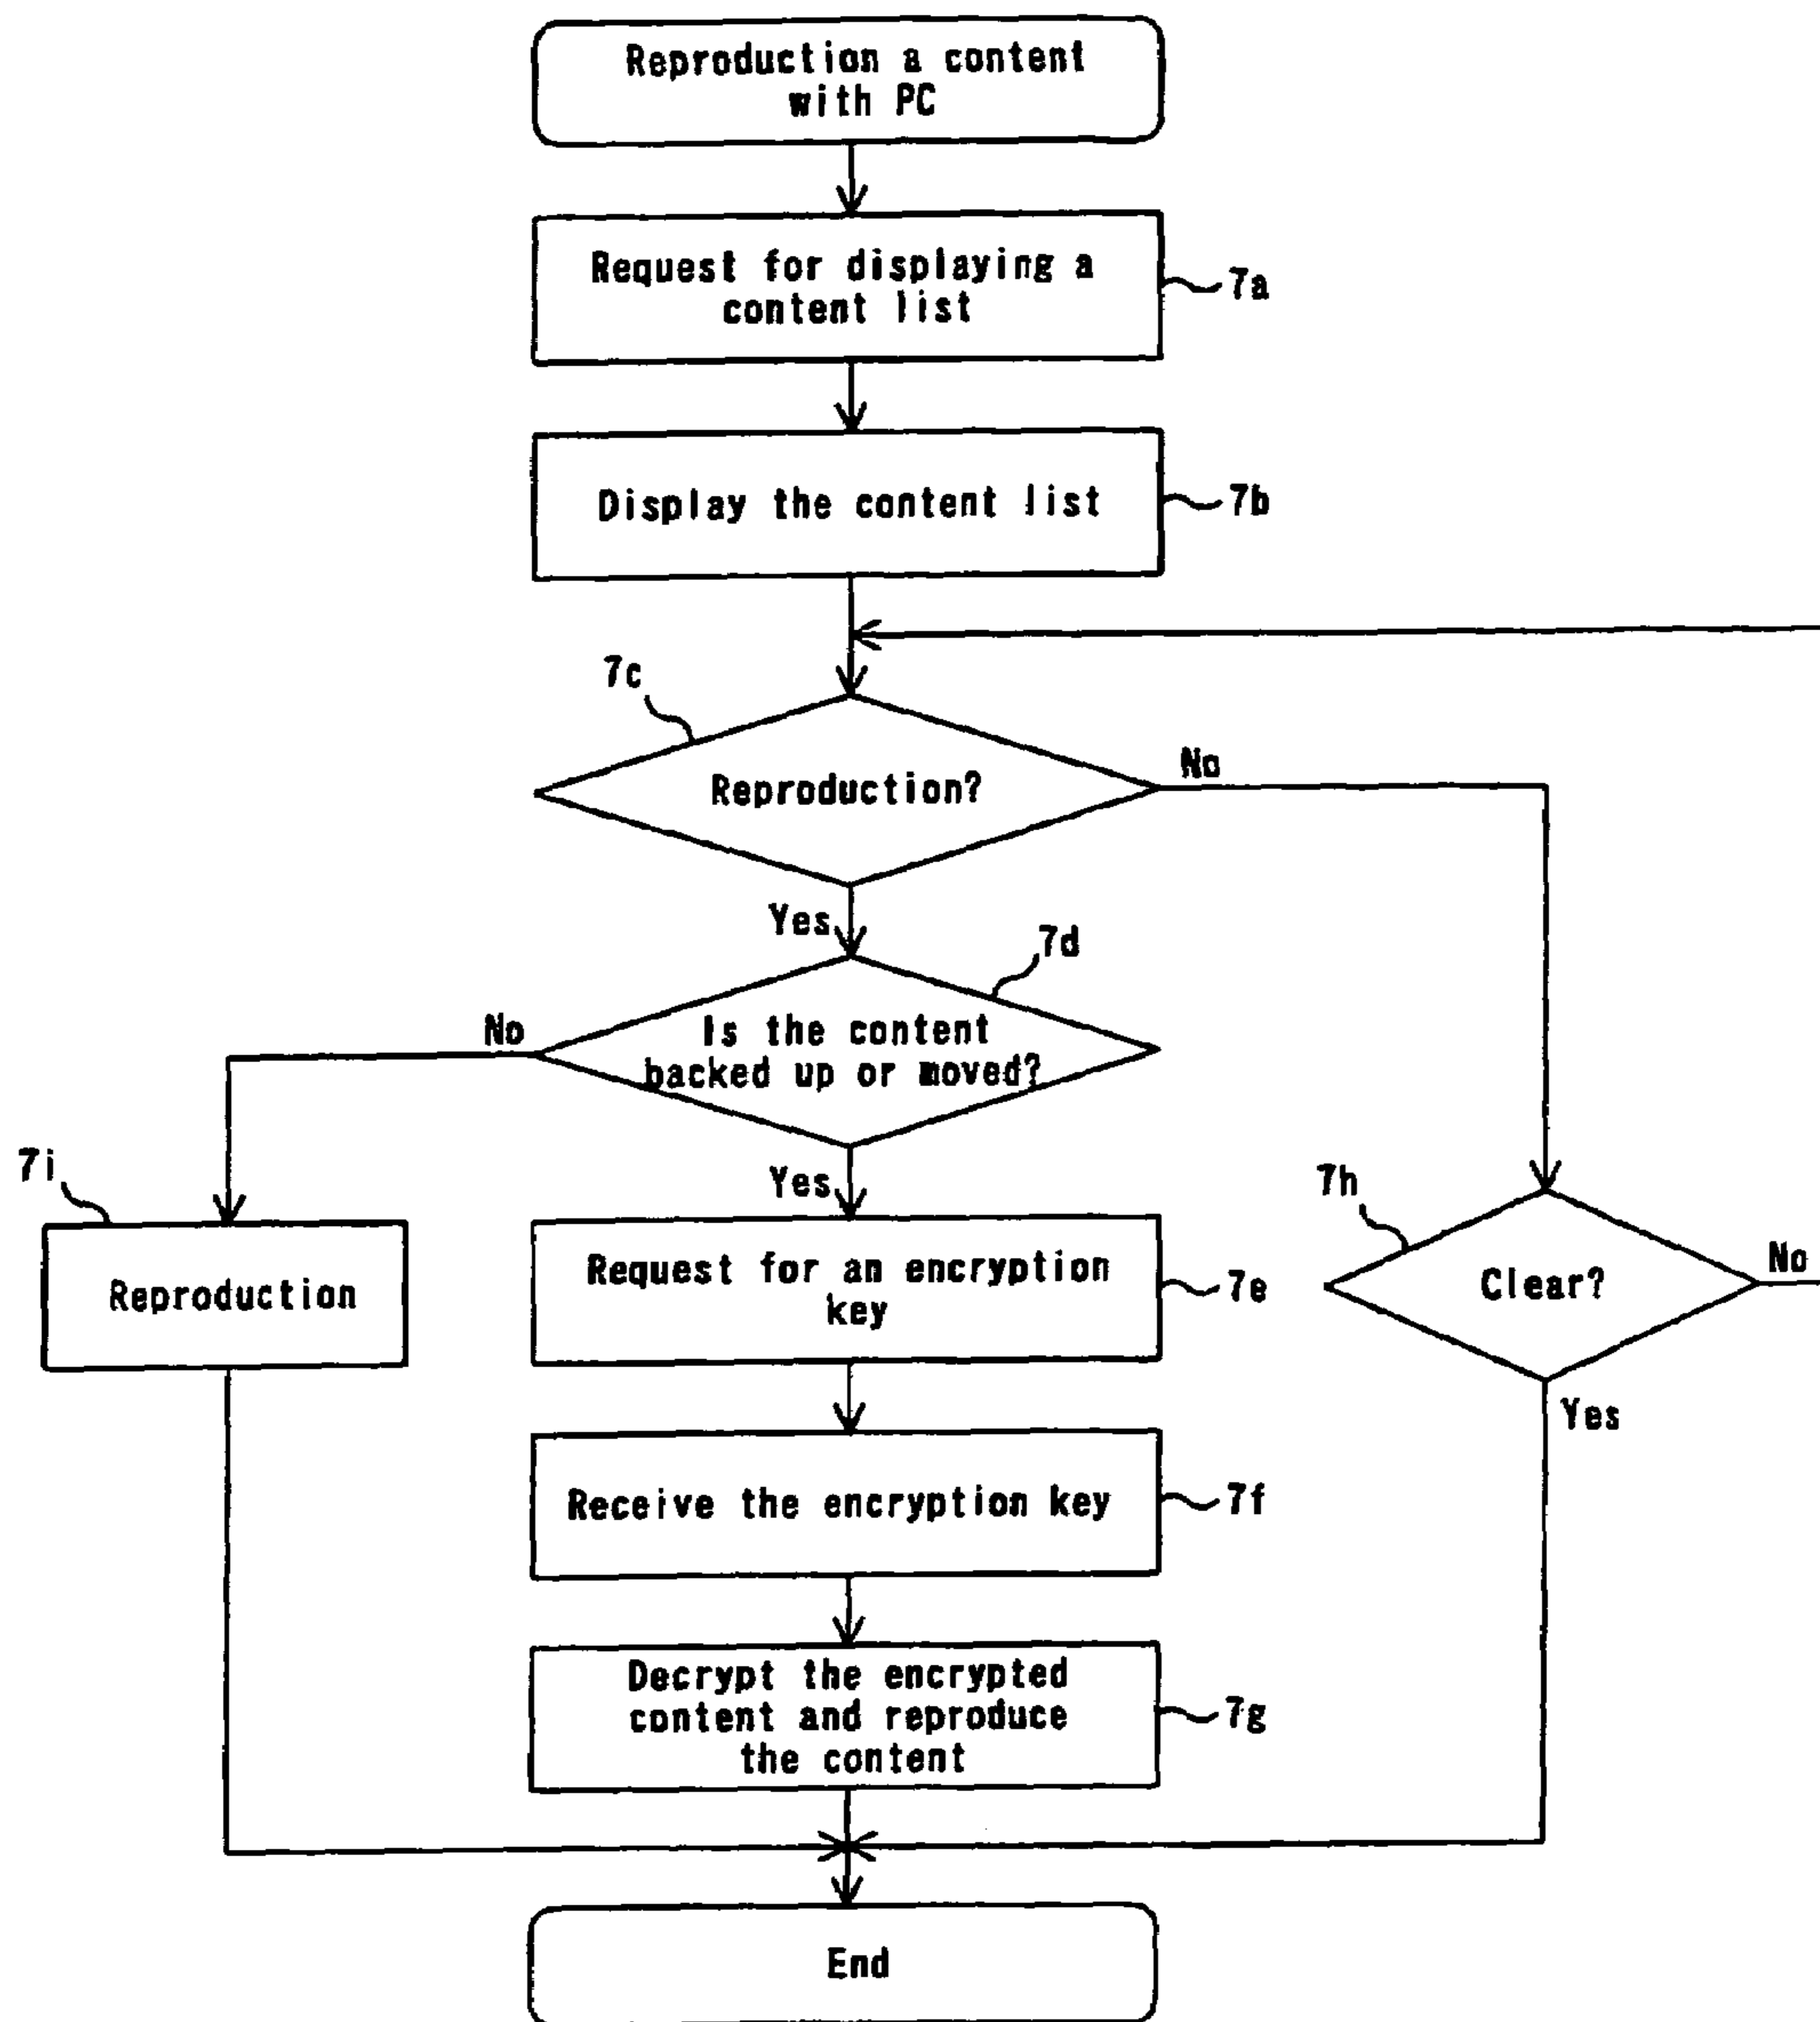 Reproduction a content
with PC
Request for displaying a
content list
7a
Display the content list
7b
7c
Reproduction?
No
Yes
7d
Is the content
backed up or moved?
No
Yes
7i
Reproduction
Request for an encryption
key
7e
7h
Clear?
No
Yes
Receive the encryption key
7f
Decrypt the encrypted
content and reproduce
the content
7g
End